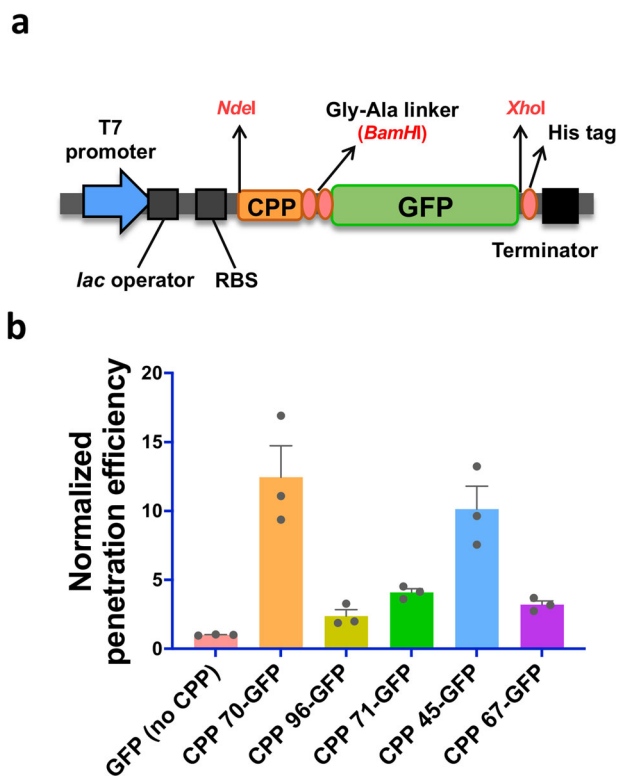 a
NdeI
Gly-Ala linker
(BamHI)
XhoI
T7
promoter
His tag
CPP
GFP
Terminator
lac operator
RBS
b
Normalized
penetration efficiency
20
15
10
5
0
GFP (no CPP)
CPP 70-GFP
CPP 96-GFP
CPP 71-GFP
CPP 45-GFP
CPP 67-GFP